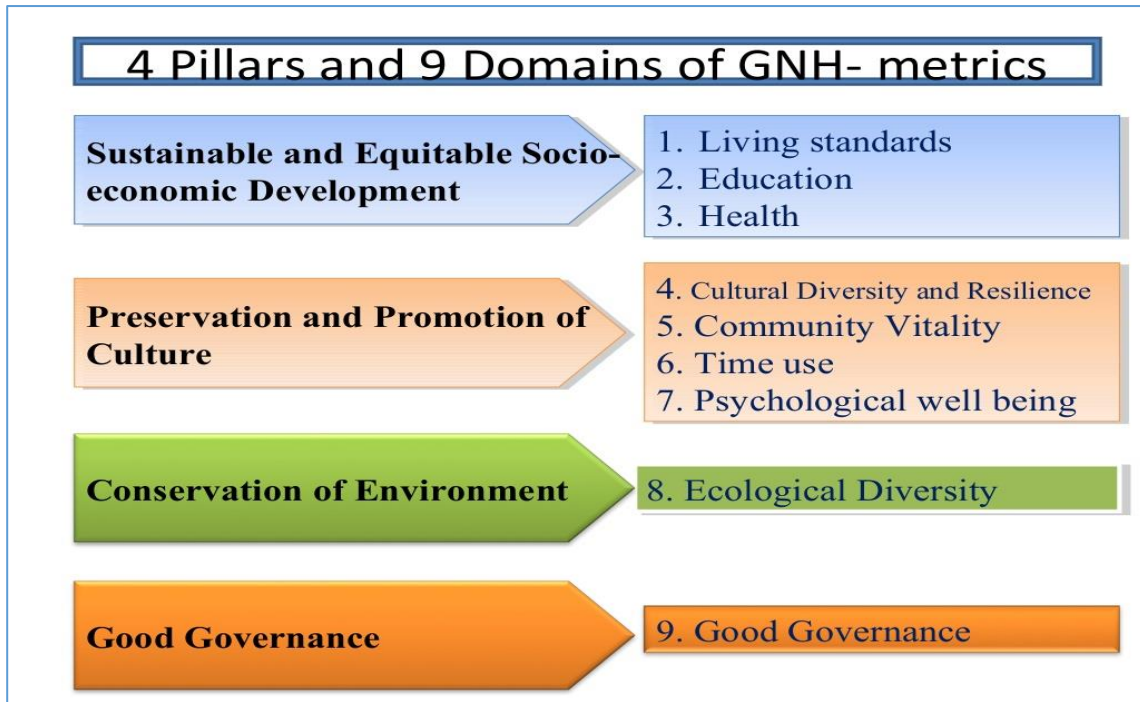 4 Pillars and 9 Domains of GNH- metrics
Sustainable and Equitable Socio-
economic Development
1. Living standards
2. Education
3. Health
Preservation and Promotion of
Culture
4. Cultural Diversity and Resilience
5. Community Vitality
6. Time use
7. Psychological well being
Conservation of Environment
8. Ecological Diversity
Good Governance
9. Good Governance